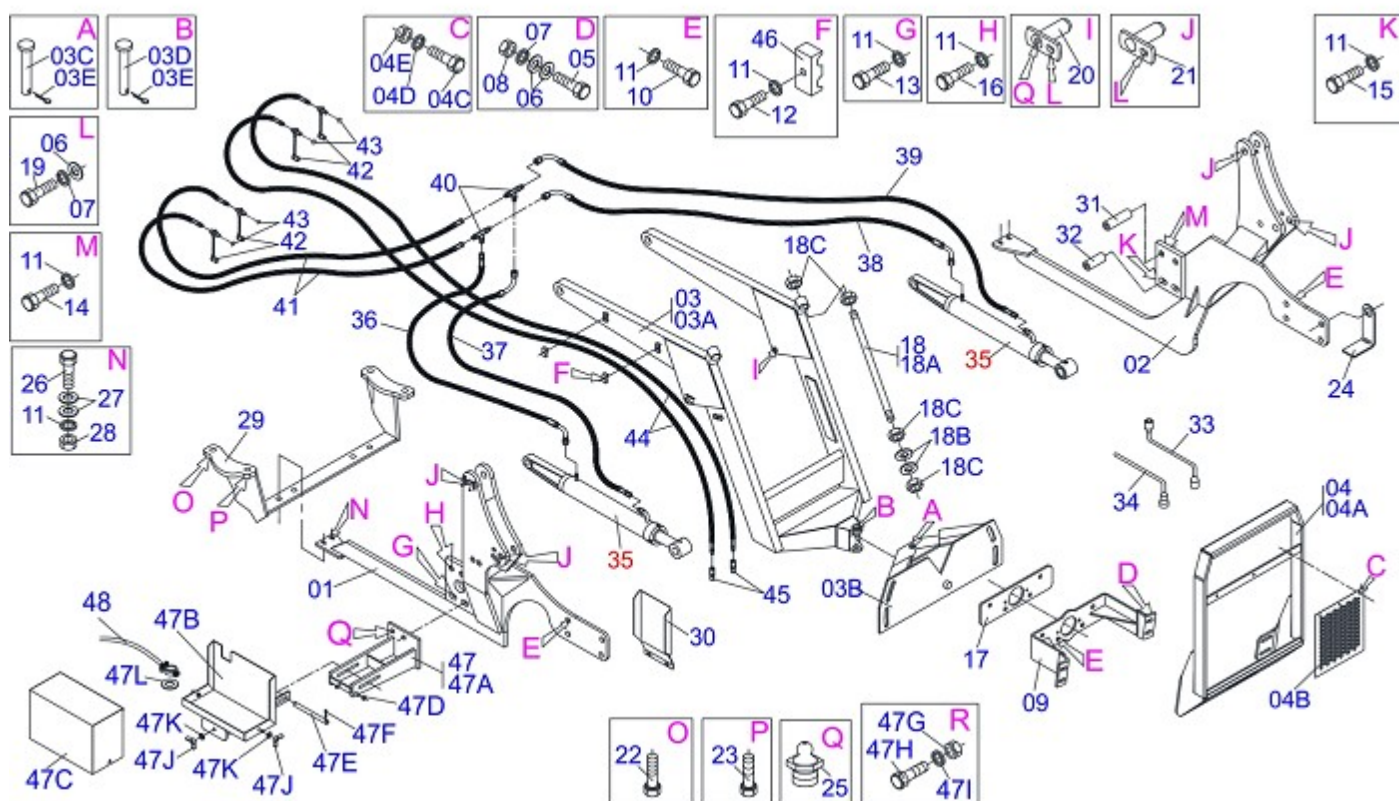 A
03C
03E
B
03D
03E
C
04E
04D
04C
D
07
05
08
06
E
11
10
F
46
11
12
G
11
13
H
11
16
I
20
Q
L
J
21
L
K
11
15
L
06
19
07
M
11
14
N
26
27
11
28
43
42
43
42
41
40
39
38
36
37
44
03
03A
F
I
18C
18
18A
18C
18B
18C
35
35
45
31
32
K
M
J
J
E
02
24
33
34
29
O
P
N
01
G
H
J
J
Q
E
30
B
A
03B
17
D
E
09
04
04A
C
04B
48
47B
47L
47K
47J
47K
47J
47C
47
47A
47D
47F
47E
O
22
P
23
Q
25
R
47G
47H
47I